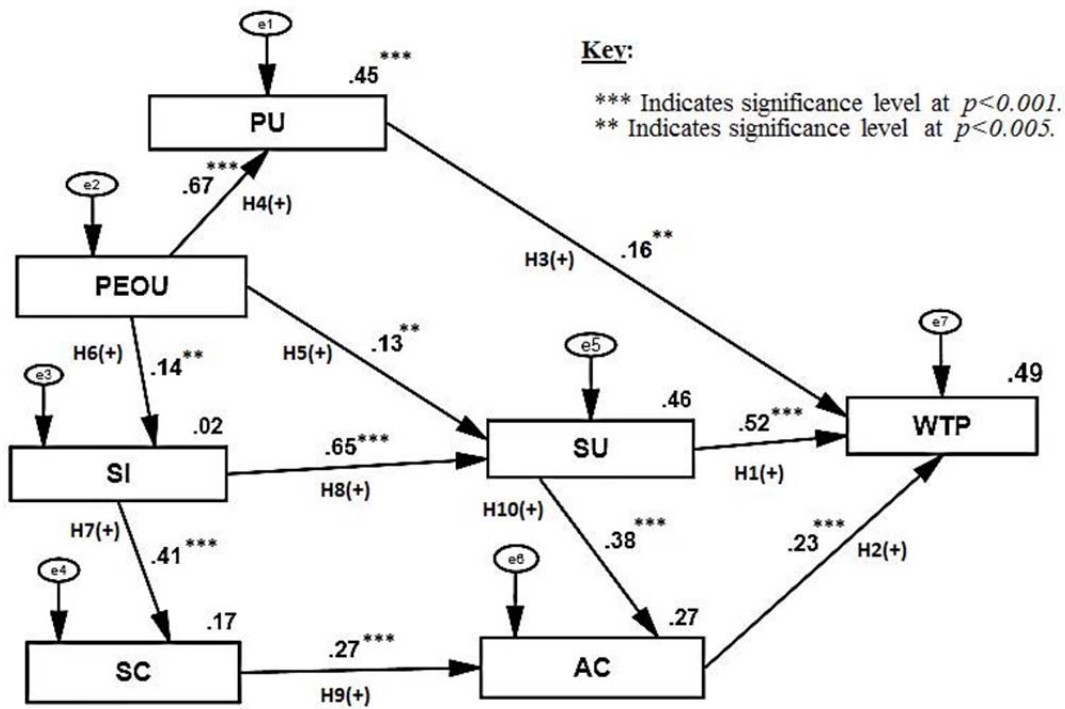 e1
.45***
Key:
*** Indicates significance level at p<0.001.
** Indicates significance level at p<0.005.
PU
e2
.67***
H4(+)
PEOU
H3(+)
.16**
H6(+)
.14**
H5(+)
.13**
e3
e5
e7
.02
.46
.49
SI
.65***
H8(+)
SU
.52***
H1(+)
WTP
H7(+)
.41***
H10(+)
.38***
.23***
H2(+)
e4
e6
.17
.27
SC
.27***
H9(+)
AC